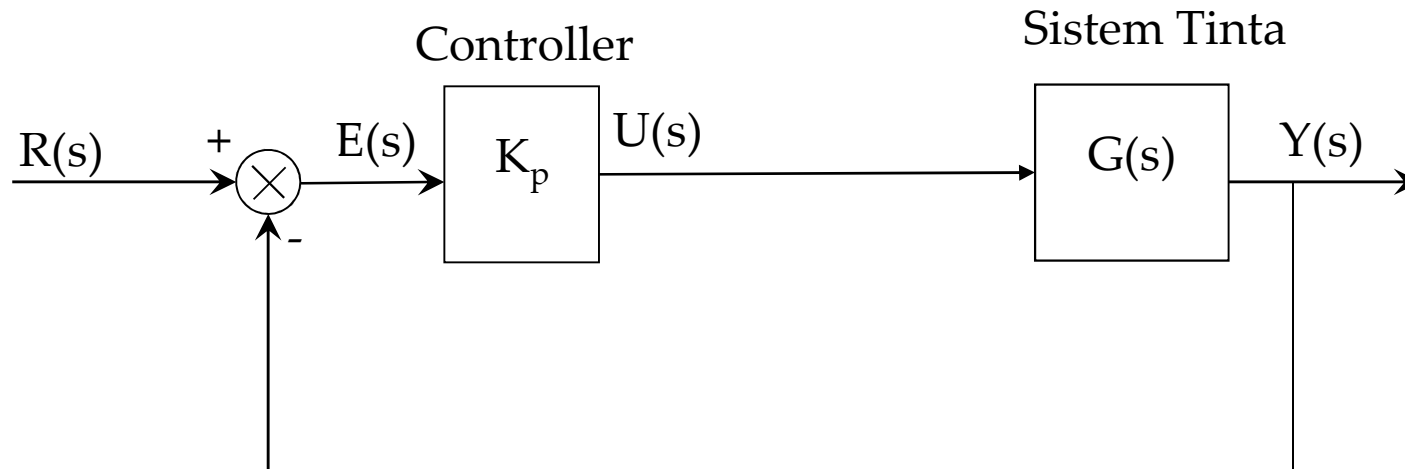 Controller
Sistem Tinta
R(s)
+
-
E(s)
K_p
U(s)
G(s)
Y(s)